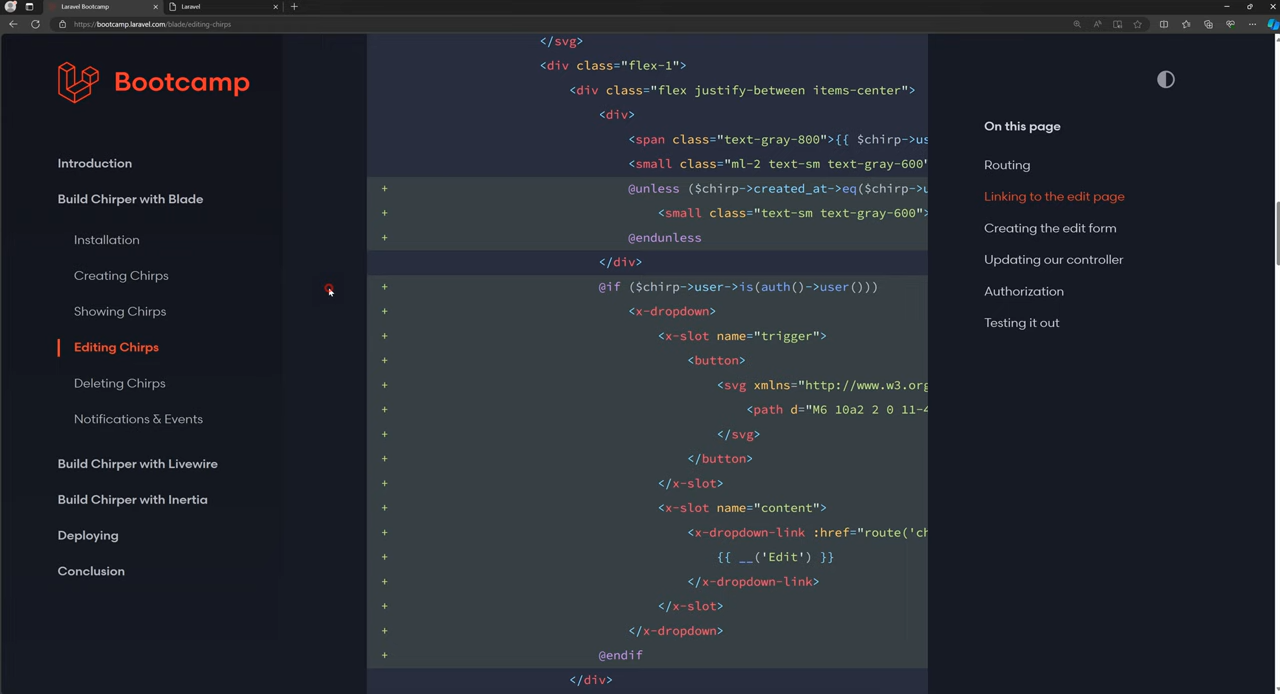 Laravel Bootcamp
Laravel
https://bootcamp.laravel.com/blade/editing-chirps
Bootcamp
Introduction
Build Chirper with Blade
Installation
Creating Chirps
Showing Chirps
Editing Chirps
Deleting Chirps
Notifications & Events
Build Chirper with Livewire
Build Chirper with Inertia
Deploying
Conclusion
</svg>
<div class="flex-1">
<div class="flex justify-between items-center">
<div>
<span class="text-gray-800">{{ $chirp->us
<small class="ml-2 text-sm text-gray-600"
+ @unless ($chirp->created_at->eq($chirp->u
+ <small class="text-sm text-gray-600">
+ @endunless
</div>
+ @if ($chirp->user->is(auth()->user()))
+ <x-dropdown>
+ <x-slot name="trigger">
+ <button>
+ <svg xmlns="http://www.w3.org
+ <path d="M6 10a2 2 0 11-4
+ </svg>
+ </button>
+ </x-slot>
+ <x-slot name="content">
+ <x-dropdown-link :href="route('ch
+ {{ __('Edit') }}
+ </x-dropdown-link>
+ </x-slot>
+ </x-dropdown>
+ @endif
</div>
On this page
Routing
Linking to the edit page
Creating the edit form
Updating our controller
Authorization
Testing it out